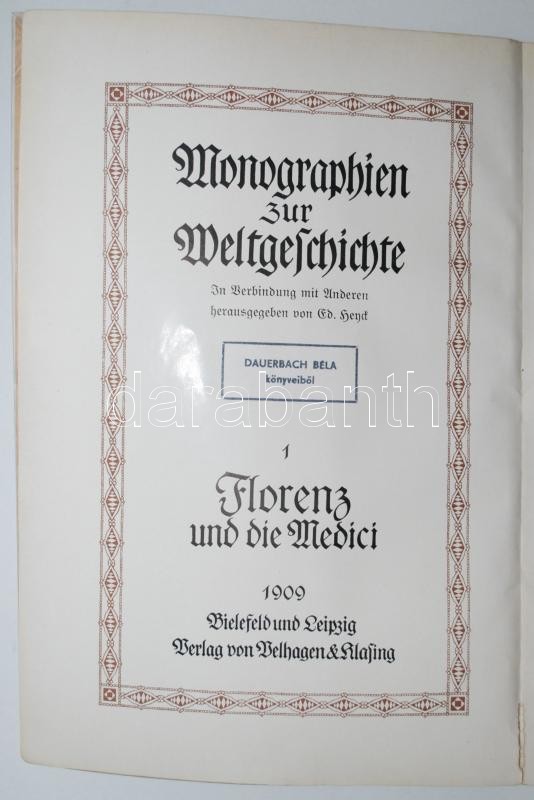 Monographien
zur
Weltgeschichte
In Verbindung mit Anderen
herausgegeben von Ed. Heyck
DAUERBACH BÉLA
könyveiből
darabanth
1
Florenz
und die Medici
1909
Bielefeld und Leipzig
Verlag von Velhagen & Klasing